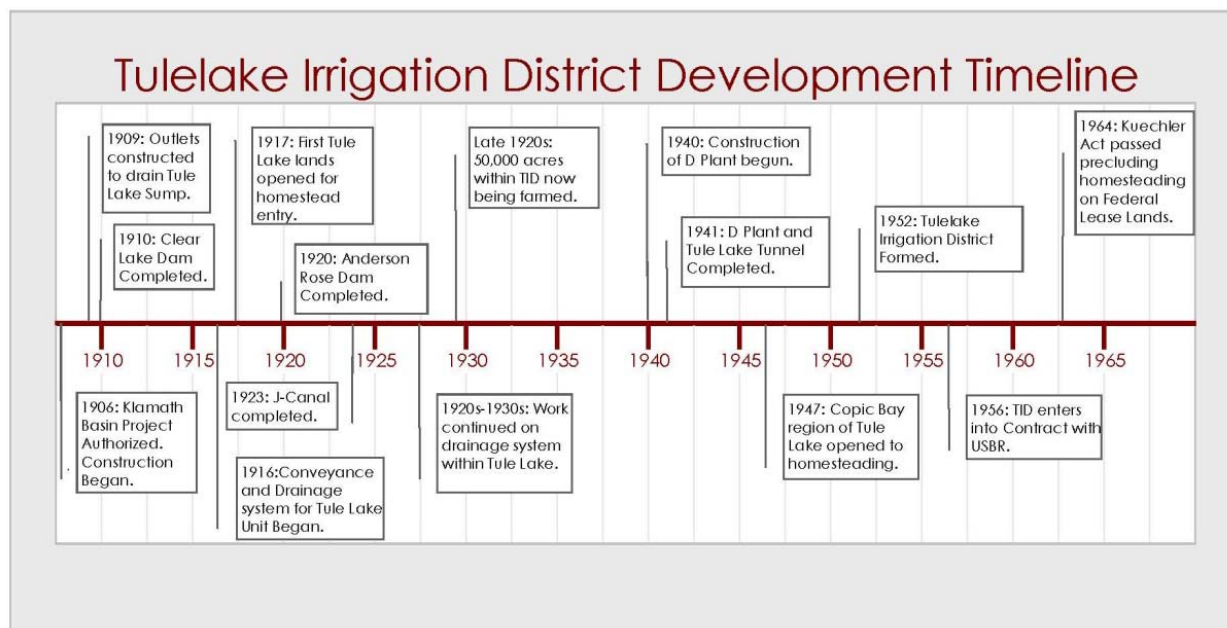 Tulelake Irrigation District Development Timeline
1909: Outlets
constructed
to drain Tule
Lake Sump.
1910: Clear
Lake Dam
Completed.
1917: First Tule
Lake lands
opened for
homestead
entry.
1920: Anderson
Rose Dam
Completed.
Late 1920s:
50,000 acres
within TID now
being farmed.
1940: Construction
of D Plant begun.
1941: D Plant and
Tule Lake Tunnel
Completed.
1952: Tulelake
Irrigation District
Formed.
1964: Kuechler
Act passed
precluding
homesteading
on Federal
Lease Lands.
1910 1915 1920 1925 1930 1935 1940 1945 1950 1955 1960 1965
1906: Klamath
Basin Project
Authorized.
Construction
Began.
1923: J-Canal
completed.
1916:Conveyance
and Drainage
system for Tule Lake
Unit Began.
1920s-1930s: Work
continued on
drainage system
within Tule Lake.
1947: Copic Bay
region of Tule
Lake opened to
homesteading.
1956: TID enters
into Contract with
USBR.